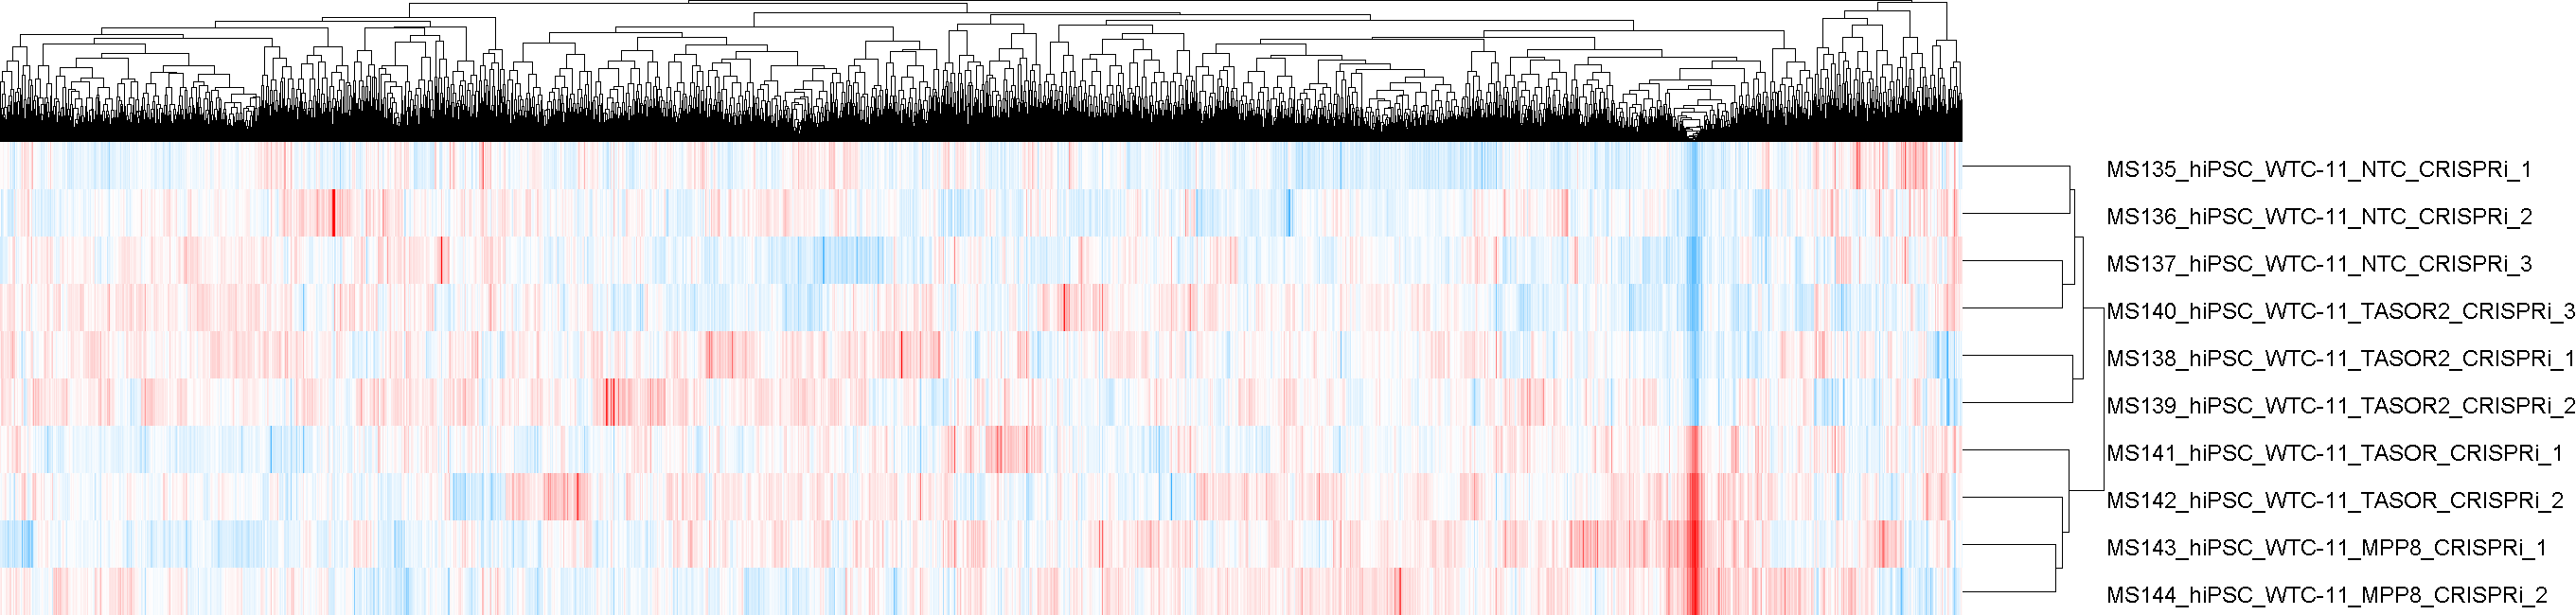 MS135_hiPSC_WTC-11_NTC_CRISPRi_1
MS136_hiPSC_WTC-11_NTC_CRISPRi_2
MS137_hiPSC_WTC-11_NTC_CRISPRi_3
MS140_hiPSC_WTC-11_TASOR2_CRISPRi_3
MS138_hiPSC_WTC-11_TASOR2_CRISPRi_1
MS139_hiPSC_WTC-11_TASOR2_CRISPRi_2
MS141_hiPSC_WTC-11_TASOR_CRISPRi_1
MS142_hiPSC_WTC-11_TASOR_CRISPRi_2
MS143_hiPSC_WTC-11_MPP8_CRISPRi_1
MS144_hiPSC_WTC-11_MPP8_CRISPRi_2